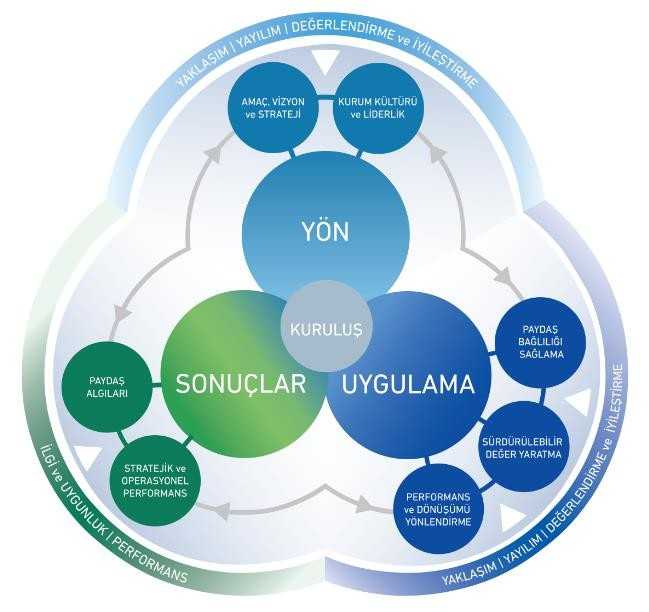 YAKLAŞIM | YAYILIM | DEĞERLENDİRME ve İYİLEŞTİRME
AMAÇ, VİZYON
ve STRATEJİ
KURUM KÜLTÜRÜ
ve LİDERLİK
YÖN
KURULUŞ
SONUÇLAR
UYGULAMA
PAYDAŞ
ALGILARI
STRATEJİK ve
OPERASYONEL
PERFORMANS
PAYDAŞ
BAĞLILIĞI
SAĞLAMA
SÜRDÜRÜLEBİLİR
DEĞER YARATMA
PERFORMANS
ve DÖNÜŞÜMÜ
YÖNLENDİRME
İLGİ ve UYGUNLUK | PERFORMANS
YAKLAŞIM | YAYILIM | DEĞERLENDİRME ve İYİLEŞTİRME